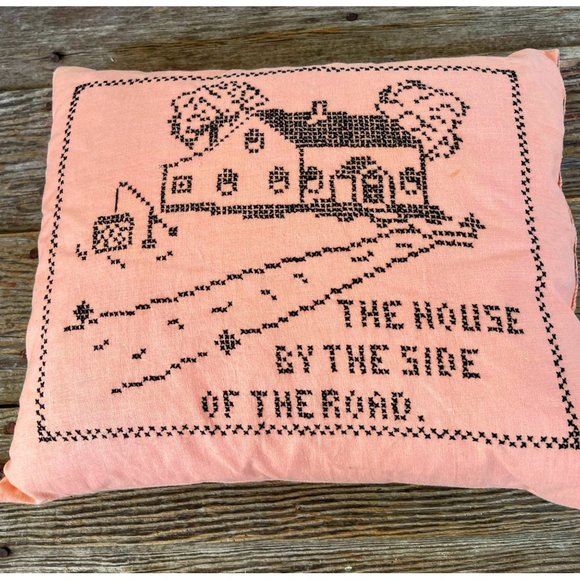 THE HOUSE
BY THE SIDE
OF THE ROAD.